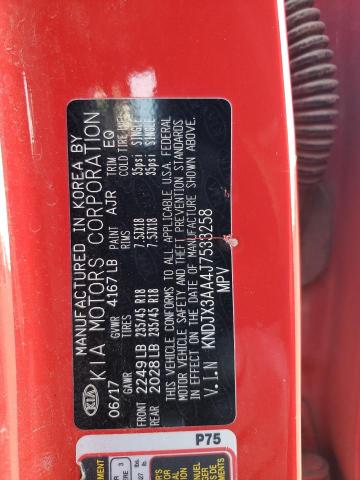 MANUFACTURED IN KOREA BY
KIA MOTORS CORPORATION
KIA
06/17 GVWR 4167 LB PAINT AJR TRIM EQ
GAWR TIRES RIMS COLD TIRE
FRONT 2249LB 235/45 R18 7.5JX18 35psi SINGLE
REAR 2028LB 235/45 R18 7.5JX18 35psi SINGLE
THIS VEHICLE CONFORMS TO ALL APPLICABLE U.S.A. FEDERAL
MOTOR VEHICLE SAFETY AND THEFT PREVENTION STANDARDS
IN EFFECT ON THE DATE OF MANUFACTURE SHOWN ABOVE.
V.I.N KNDJX3AA4J7533258
MPV
P75